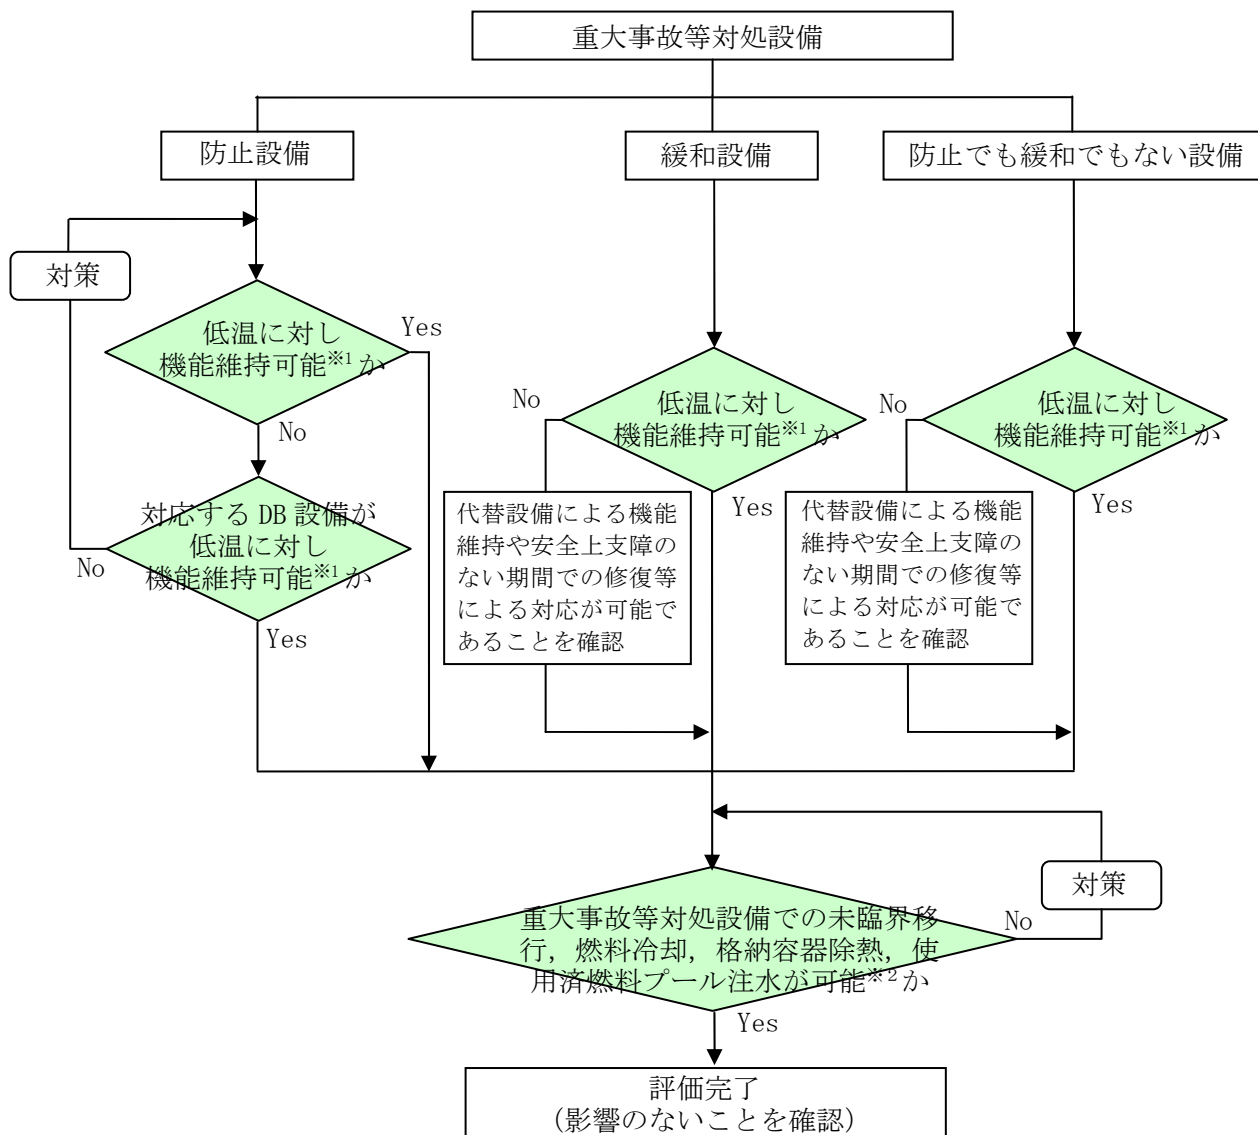 重大事故等対処設備
防止設備
緩和設備
防止でも緩和でもない設備
対策
低温に対し
機能維持可能※1か
Yes
No
対応する DB 設備が
低温に対し
機能維持可能※1か
No
Yes
低温に対し
機能維持可能※1か
No
Yes
代替設備による機能
維持や安全上支障の
ない期間での修復等
による対応が可能で
あることを確認
低温に対し
機能維持可能※1か
No
Yes
代替設備による機能
維持や安全上支障の
ない期間での修復等
による対応が可能で
あることを確認
対策
重大事故等対処設備での未臨界移
行, 燃料冷却, 格納容器除熱, 使
用済燃料プール注水が可能※2か
No
Yes
評価完了
(影響のないことを確認)